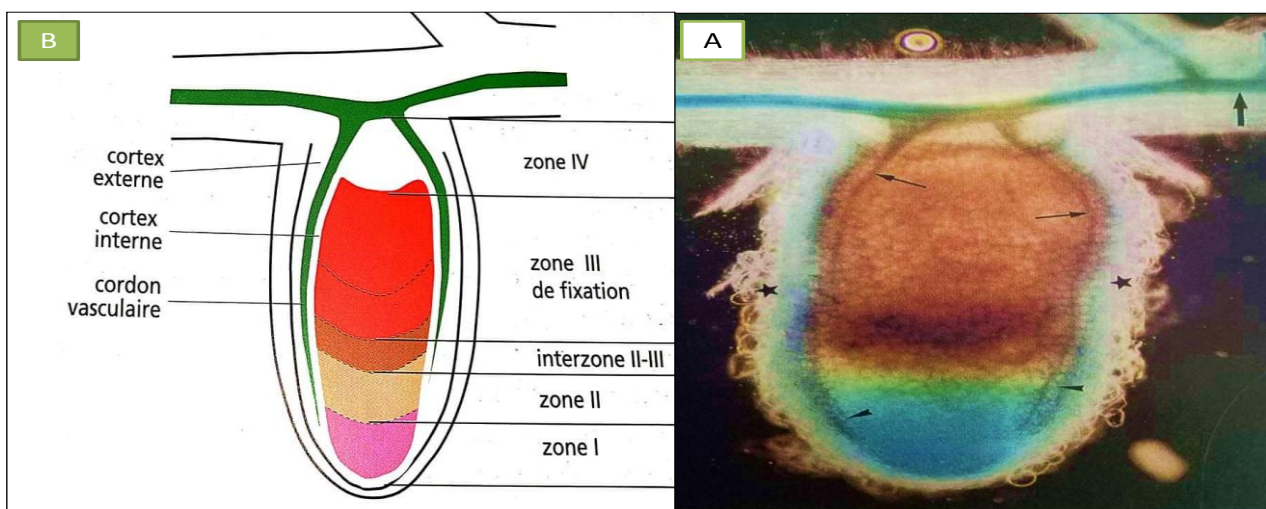 B
A
cortex
externe
cortex
interne
cordon
vasculaire
zone IV
zone III
de fixation
interzone II-III
zone II
zone I